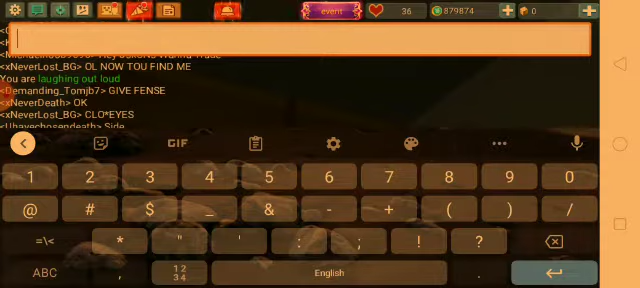 event 36 879874 0
<xNeverLost_BG> OL NOW TOU FIND ME
You are laughing out loud
<Demanding_Tomjb7> GIVE FENSE
<xNeverDeath> OK
<xNeverLost_BG> CLO*EYES
<Uhavechosendeath> Side
GIF
1 2 3 4 5 6 7 8 9 0
@ # $ _ & - + ( ) /
=\< * " ' : ; ! ?
ABC , 12 34 English .